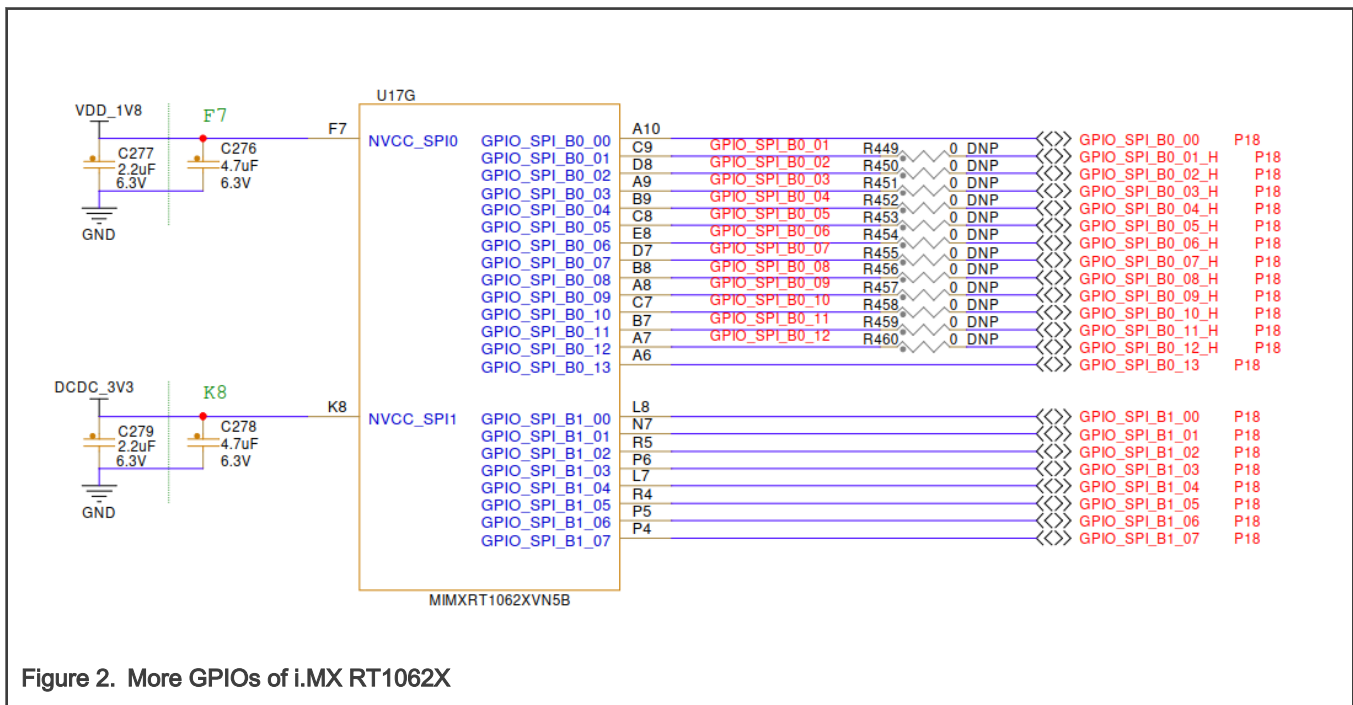 U17G
VDD_1V8 F7
F7 NVCC_SPI0
C277 2.2uF 6.3V
C276 4.7uF 6.3V
GND
GPIO_SPI_B0_00 A10 GPIO_SPI_B0_00 P18
GPIO_SPI_B0_01 C9 GPIO_SPI_B0_01 R449 0 DNP GPIO_SPI_B0_01_H P18
GPIO_SPI_B0_02 D8 GPIO_SPI_B0_02 R450 0 DNP GPIO_SPI_B0_02_H P18
GPIO_SPI_B0_03 A9 GPIO_SPI_B0_03 R451 0 DNP GPIO_SPI_B0_03_H P18
GPIO_SPI_B0_04 B9 GPIO_SPI_B0_04 R452 0 DNP GPIO_SPI_B0_04_H P18
GPIO_SPI_B0_05 C8 GPIO_SPI_B0_05 R453 0 DNP GPIO_SPI_B0_05_H P18
GPIO_SPI_B0_06 E8 GPIO_SPI_B0_06 R454 0 DNP GPIO_SPI_B0_06_H P18
GPIO_SPI_B0_07 D7 GPIO_SPI_B0_07 R455 0 DNP GPIO_SPI_B0_07_H P18
GPIO_SPI_B0_08 B8 GPIO_SPI_B0_08 R456 0 DNP GPIO_SPI_B0_08_H P18
GPIO_SPI_B0_09 A8 GPIO_SPI_B0_09 R457 0 DNP GPIO_SPI_B0_09_H P18
GPIO_SPI_B0_10 C7 GPIO_SPI_B0_10 R458 0 DNP GPIO_SPI_B0_10_H P18
GPIO_SPI_B0_11 B7 GPIO_SPI_B0_11 R459 0 DNP GPIO_SPI_B0_11_H P18
GPIO_SPI_B0_12 A7 GPIO_SPI_B0_12 R460 0 DNP GPIO_SPI_B0_12_H P18
GPIO_SPI_B0_13 A6 GPIO_SPI_B0_13 P18
DCDC_3V3 K8
K8 NVCC_SPI1
C279 2.2uF 6.3V
C278 4.7uF 6.3V
GND
GPIO_SPI_B1_00 L8 GPIO_SPI_B1_00 P18
GPIO_SPI_B1_01 N7 GPIO_SPI_B1_01 P18
GPIO_SPI_B1_02 R5 GPIO_SPI_B1_02 P18
GPIO_SPI_B1_03 P6 GPIO_SPI_B1_03 P18
GPIO_SPI_B1_04 L7 GPIO_SPI_B1_04 P18
GPIO_SPI_B1_05 R4 GPIO_SPI_B1_05 P18
GPIO_SPI_B1_06 P5 GPIO_SPI_B1_06 P18
GPIO_SPI_B1_07 P4 GPIO_SPI_B1_07 P18
MIMXRT1062XVN5B
Figure 2. More GPIOs of i.MX RT1062X